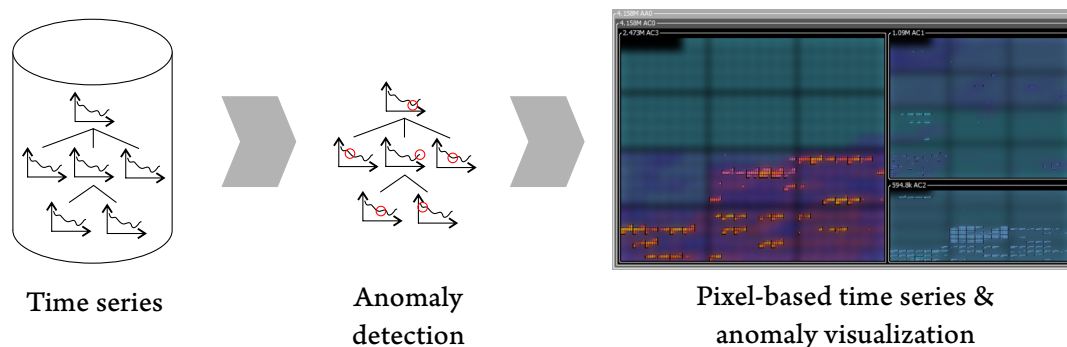 4.158M AA0
4.158M AC0
2.473M AC3
1.09M AC1
594.8k AC2
Time series
Anomaly
detection
Pixel-based time series &
anomaly visualization